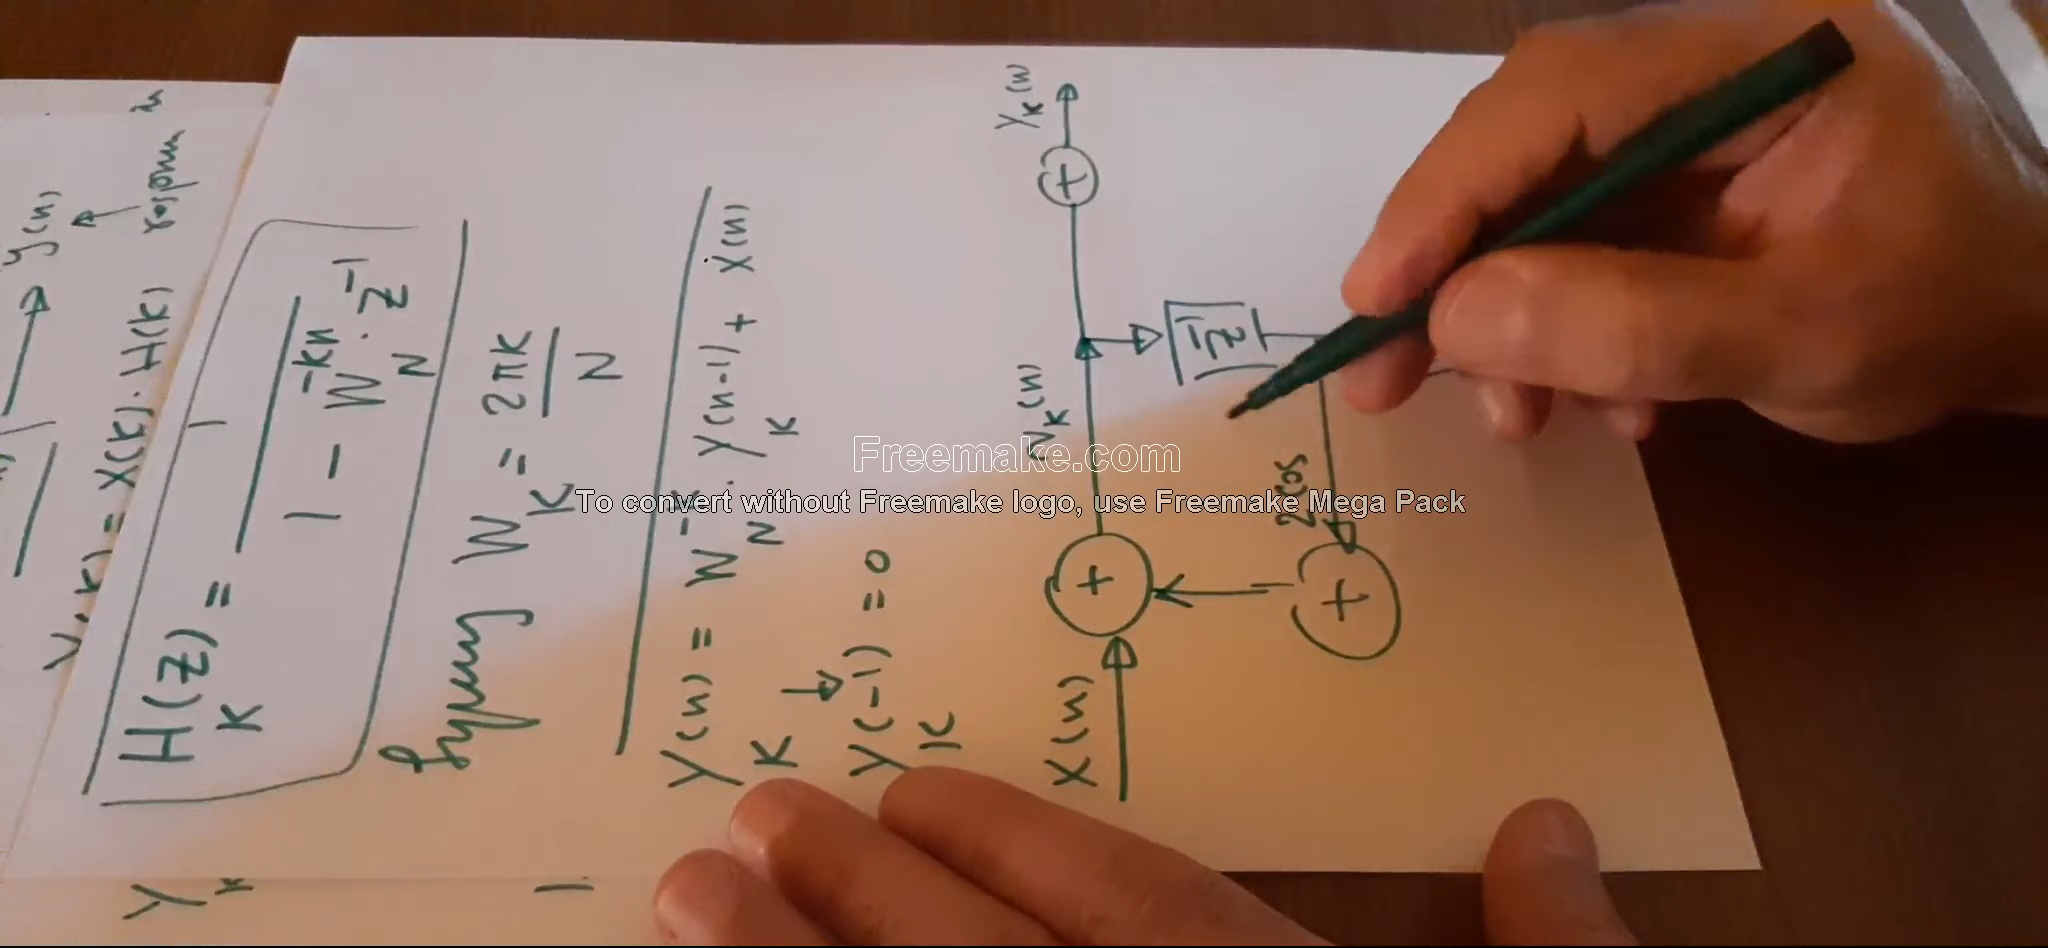 y(n)
= X(k) . H(k)
H_K(z) = 1 / (1 - W_N^{-kn} . z^{-1})
W_K = 2πK / N
y_K(n) = W_N^{-K} . y_K(n-1) + x(n)
y_K(-1) = 0
x(n)
+
V_K(n)
+
y_K(n)
z^{-1}
2cos
+
Freemake.com
To convert without Freemake logo, use Freemake Mega Pack